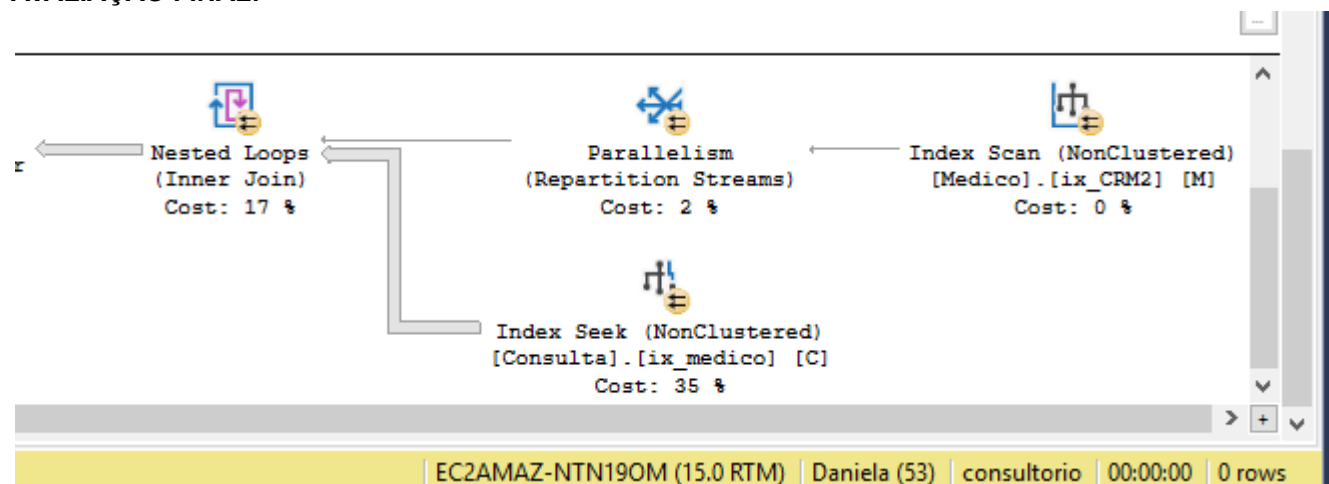 Nested Loops
(Inner Join)
Cost: 17 %
Parallelism
(Repartition Streams)
Cost: 2 %
Index Scan (NonClustered)
[Medico].[ix_CRM2] [M]
Cost: 0 %
r
Index Seek (NonClustered)
[Consulta].[ix_medico] [C]
Cost: 35 %
EC2AMAZ-NTN19OM (15.0 RTM) Daniela (53) consultorio 00:00:00 0 rows